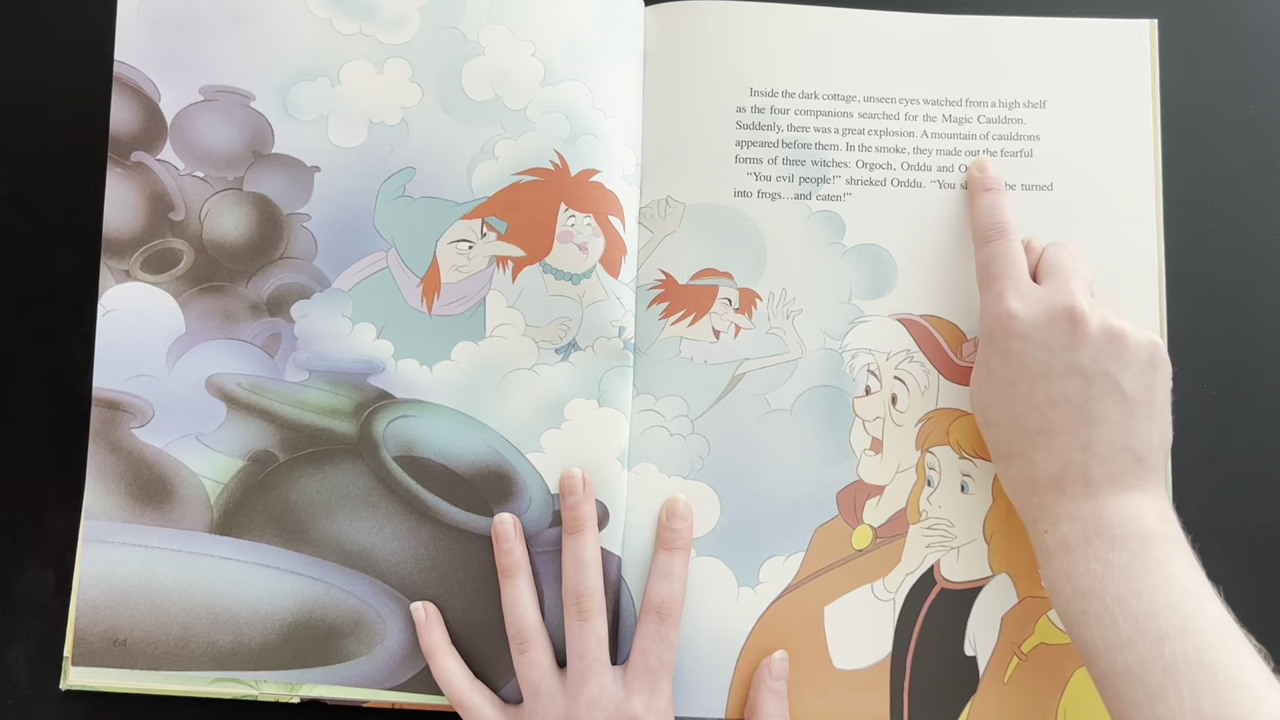 Inside the dark cottage, unseen eyes watched from a high shelf
as the four companions searched for the Magic Cauldron.
Suddenly, there was a great explosion. A mountain of cauldrons
appeared before them. In the smoke, they made out the fearful
forms of three witches: Orgoch, Orddu and
“You evil people!” shrieked Orddu. “You be turned
into frogs...and eaten!”
64